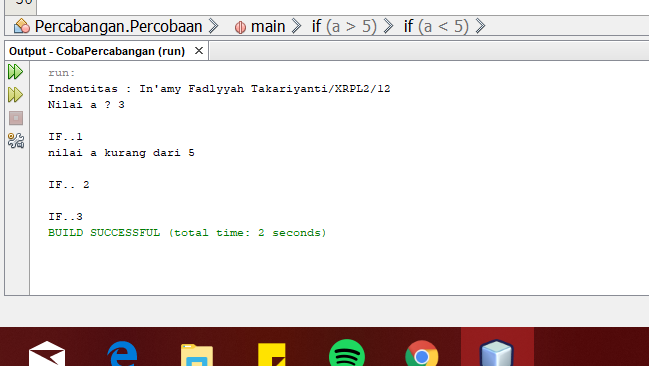 30
Percabangan.Percobaan main if (a > 5) if (a < 5)
Output - CobaPercabangan (run) ×
run:
Indentitas : In'amy Fadlyyah Takariyanti/XRPL2/12
Nilai a ? 3
IF..1
nilai a kurang dari 5
IF.. 2
IF..3
BUILD SUCCESSFUL (total time: 2 seconds)